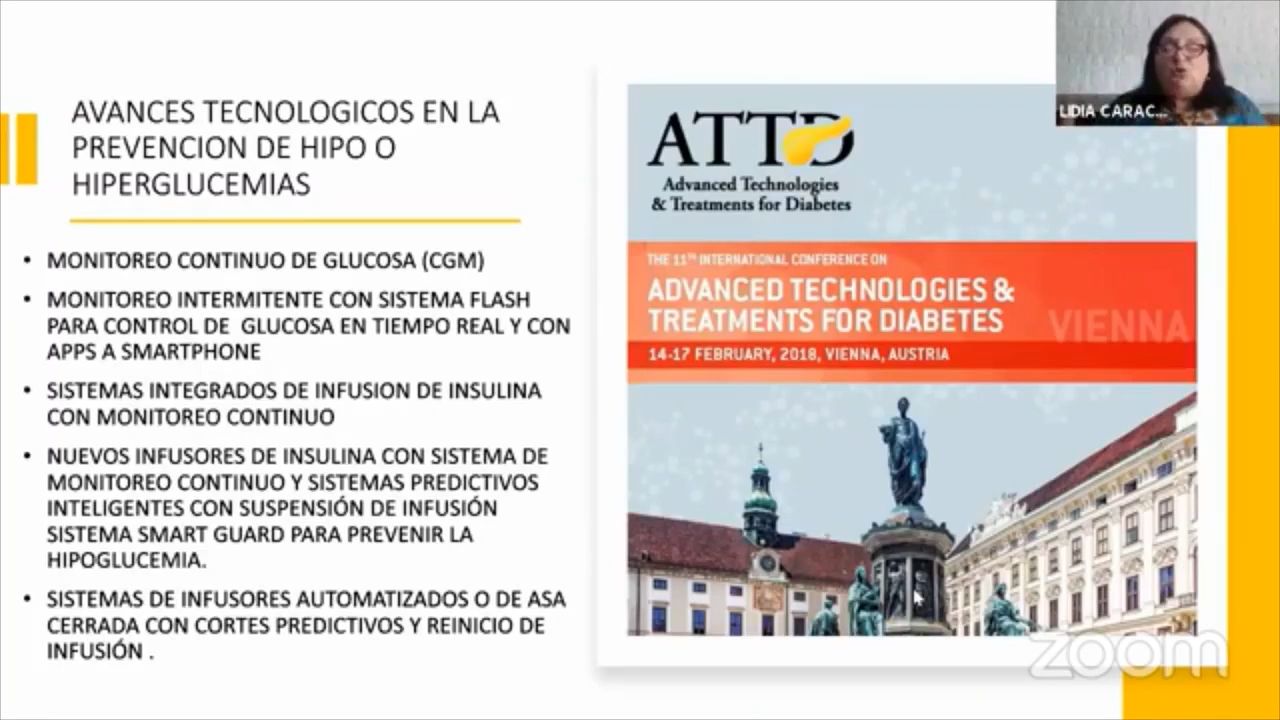 AVANCES TECNOLOGICOS EN LA
PREVENCION DE HIPO O
HIPERGLUCEMIAS
• MONITOREO CONTINUO DE GLUCOSA (CGM)
• MONITOREO INTERMITENTE CON SISTEMA FLASH
PARA CONTROL DE GLUCOSA EN TIEMPO REAL Y CON
APPS A SMARTPHONE
• SISTEMAS INTEGRADOS DE INFUSION DE INSULINA
CON MONITOREO CONTINUO
• NUEVOS INFUSORES DE INSULINA CON SISTEMA DE
MONITOREO CONTINUO Y SISTEMAS PREDICTIVOS
INTELIGENTES CON SUSPENSIÓN DE INFUSIÓN
SISTEMA SMART GUARD PARA PREVENIR LA
HIPOGLUCEMIA.
• SISTEMAS DE INFUSORES AUTOMATIZADOS O DE ASA
CERRADA CON CORTES PREDICTIVOS Y REINICIO DE
INFUSIÓN .
ATTD
Advanced Technologies
& Treatments for Diabetes
THE 11TH INTERNATIONAL CONFERENCE ON
ADVANCED TECHNOLOGIES &
TREATMENTS FOR DIABETES
VIENNA
14-17 FEBRUARY, 2018, VIENNA, AUSTRIA
LIDIA CARAC...
zoom